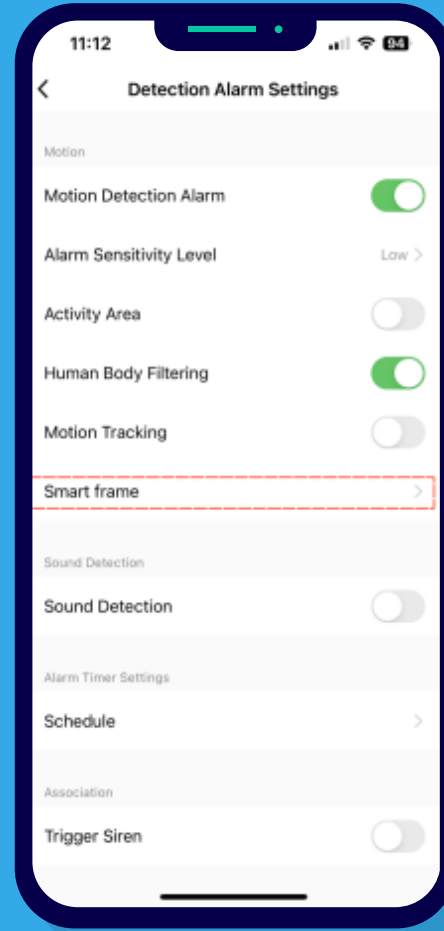 11:12
94
Detection Alarm Settings
Motion
Motion Detection Alarm
Alarm Sensitivity Level Low
Activity Area
Human Body Filtering
Motion Tracking
Smart frame
Sound Detection
Sound Detection
Alarm Timer Settings
Schedule
Association
Trigger Siren